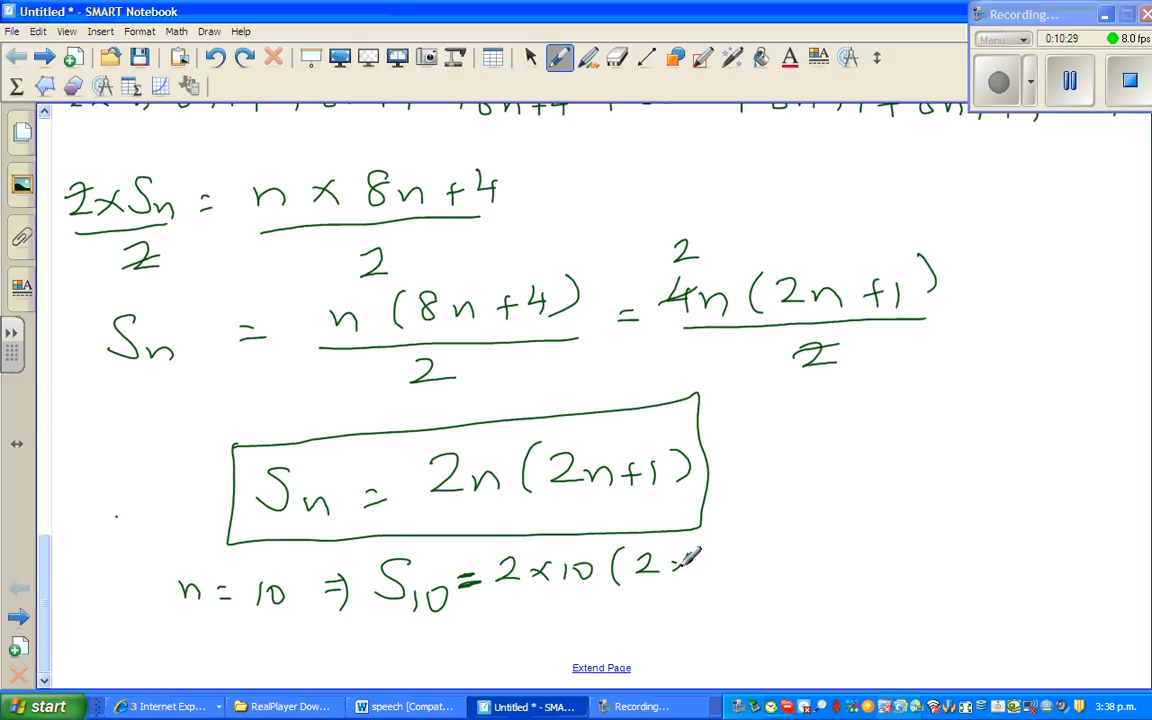 Untitled * - SMART Notebook
Recording...
File Edit View Insert Format Math Draw Help
Menu 0:10:29 8.0 fps
2 × Sn = n × 8n + 4
2 2
Sn = n (8n + 4) = 4n (2n + 1)
2
2 2
Sn = 2n (2n+1)
n = 10 ⇒ S10 = 2 × 10 ( 2
Extend Page
start 3 Internet Exp... RealPlayer Dow... speech [Compat... Untitled * - SMA... Recording... 3:38 p.m.